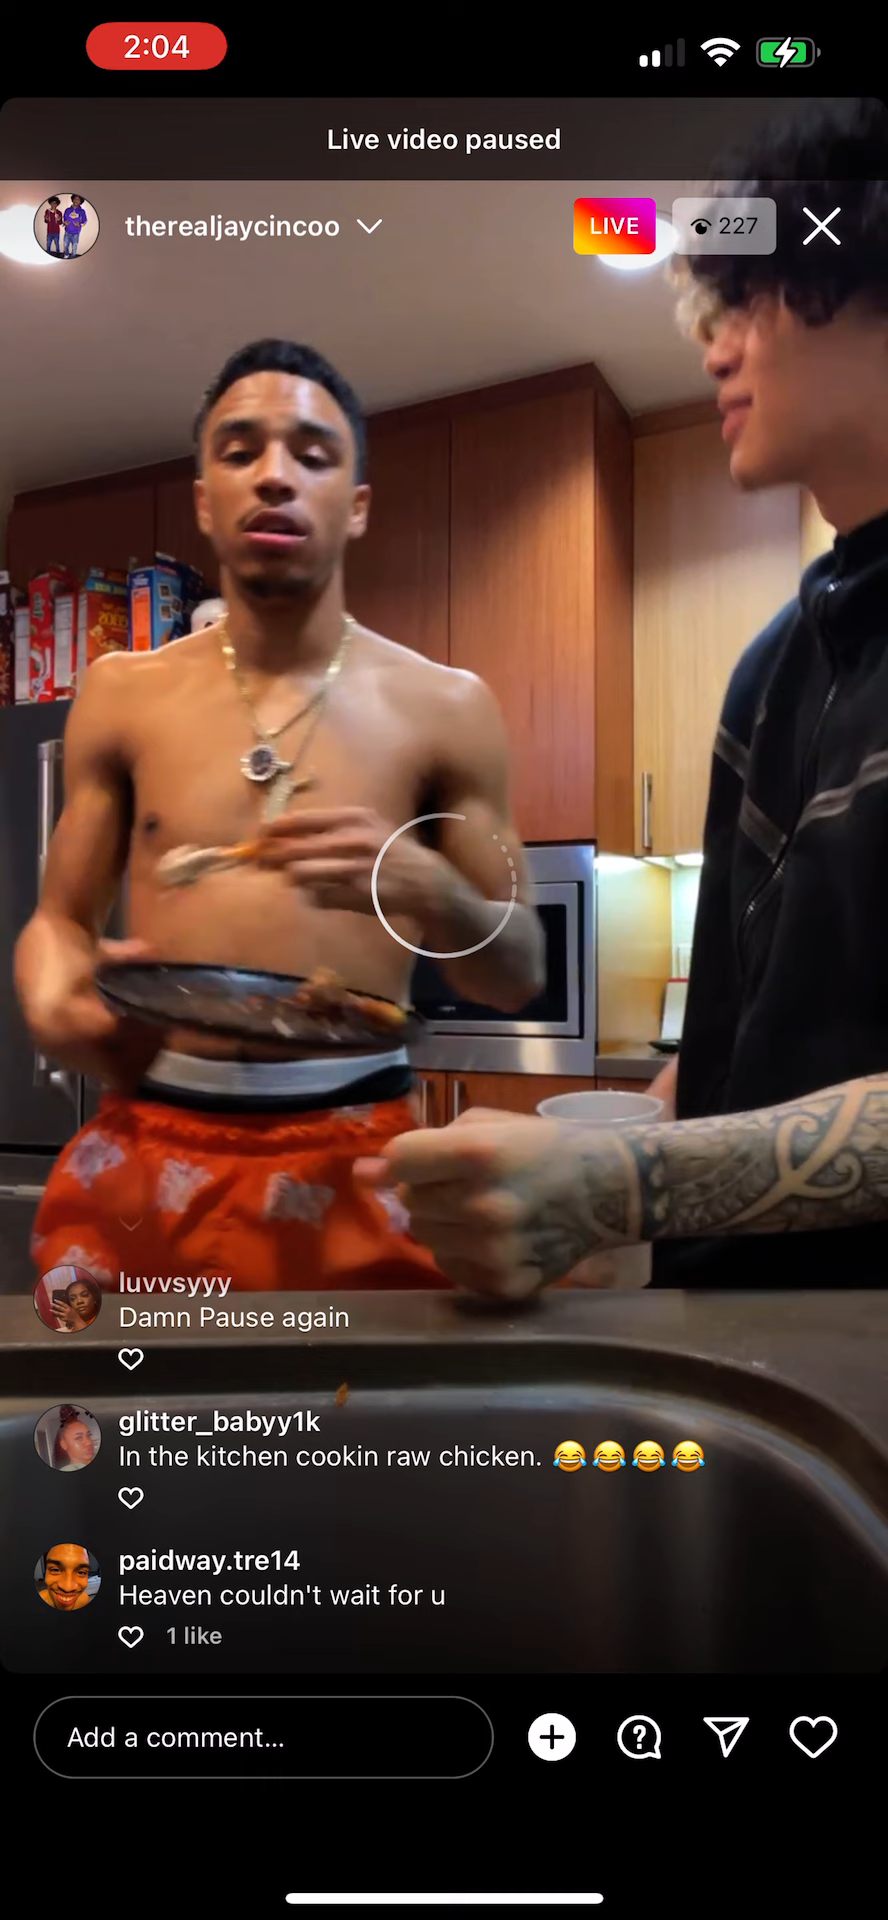 2:04
Live video paused
therealjaycincoo
LIVE
227
luvvsyyy
Damn Pause again
glitter_babyy1k
In the kitchen cookin raw chicken. 😂😂😂😂
paidway.tre14
Heaven couldn't wait for u
1 like
Add a comment...